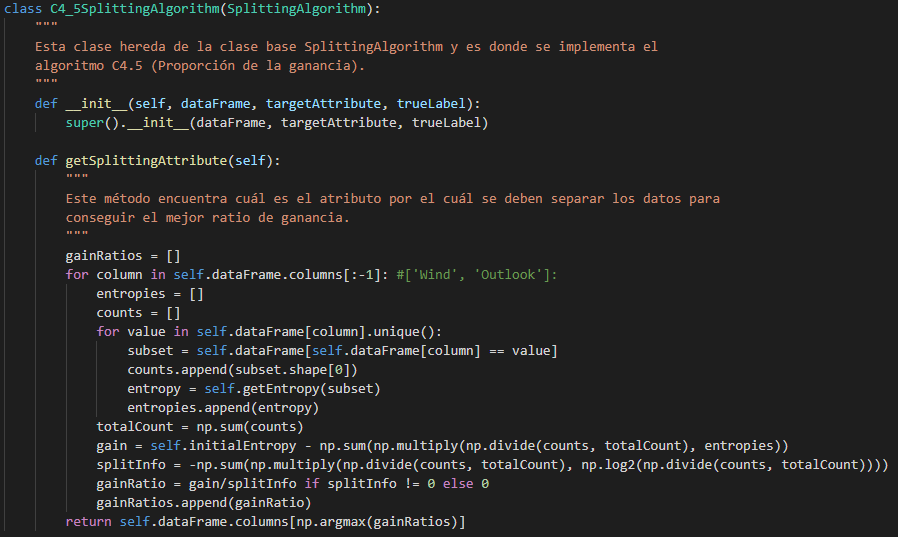 class C4_5SplittingAlgorithm(SplittingAlgorithm):
    """
    Esta clase hereda de la clase base SplittingAlgorithm y es donde se implementa el
    algoritmo C4.5 (Proporción de la ganancia).
    """
    def __init__(self, dataFrame, targetAttribute, trueLabel):
        super().__init__(dataFrame, targetAttribute, trueLabel)

    def getSplittingAttribute(self):
        """
        Este método encuentra cuál es el atributo por el cuál se deben separar los datos para
        conseguir el mejor ratio de ganancia.
        """
        gainRatios = []
        for column in self.dataFrame.columns[:-1]: #['Wind', 'Outlook']:
            entropies = []
            counts = []
            for value in self.dataFrame[column].unique():
                subset = self.dataFrame[self.dataFrame[column] == value]
                counts.append(subset.shape[0])
                entropy = self.getEntropy(subset)
                entropies.append(entropy)
            totalCount = np.sum(counts)
            gain = self.initialEntropy - np.sum(np.multiply(np.divide(counts, totalCount), entropies))
            splitInfo = -np.sum(np.multiply(np.divide(counts, totalCount), np.log2(np.divide(counts, totalCount))))
            gainRatio = gain/splitInfo if splitInfo != 0 else 0
            gainRatios.append(gainRatio)
        return self.dataFrame.columns[np.argmax(gainRatios)]